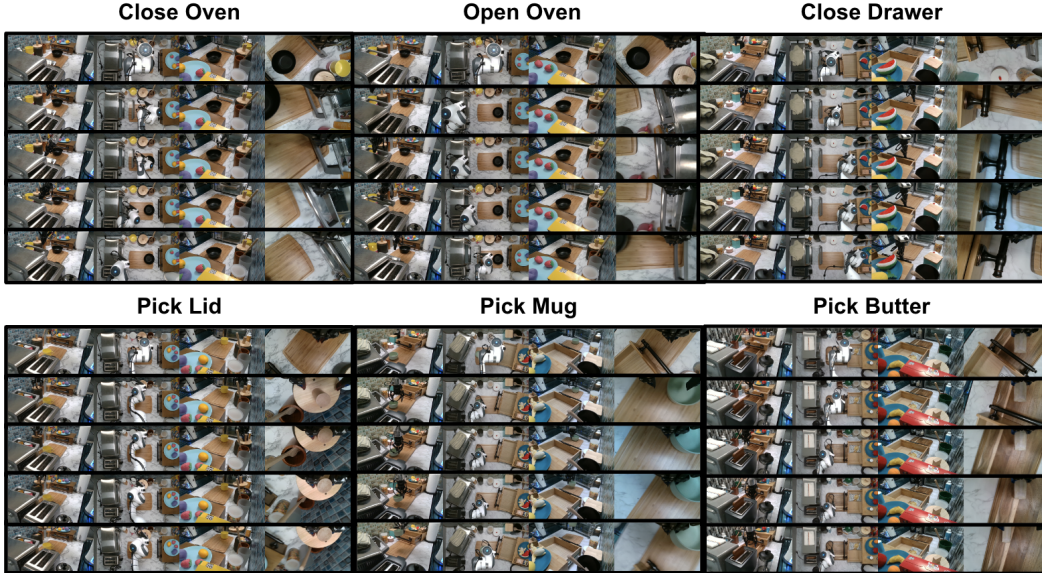 Close Oven
Open Oven
Close Drawer
Pick Lid
Pick Mug
Pick Butter